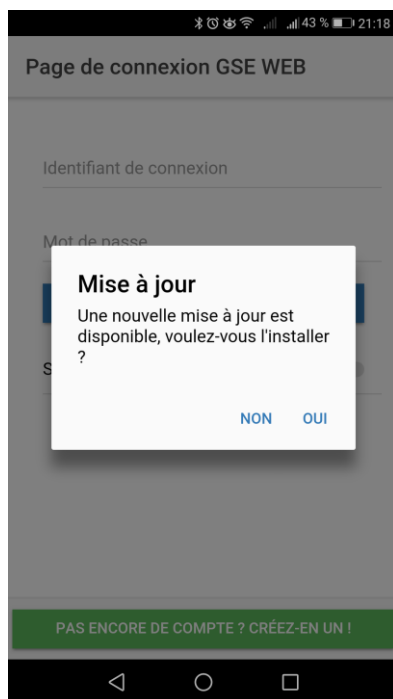 43 % 21:18
Page de connexion GSE WEB
Identifiant de connexion
Mot de passe
Mise à jour
Une nouvelle mise à jour est
disponible, voulez-vous l'installer
?
S
NON OUI
PAS ENCORE DE COMPTE ? CRÉEZ-EN UN !